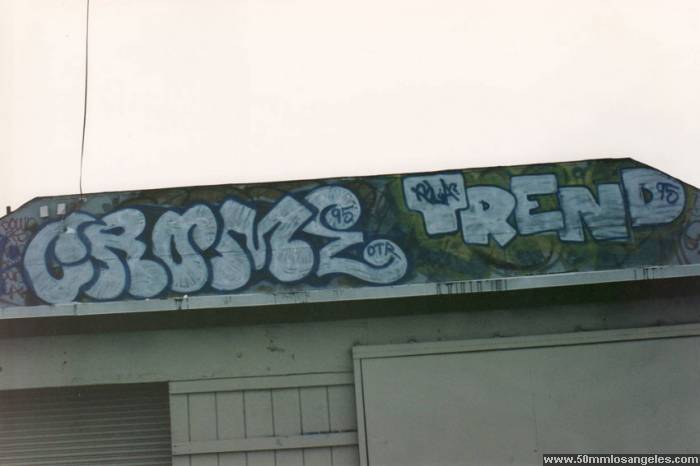 CROME 95 OTR
TREND 95
www.50mmlosangeles.com